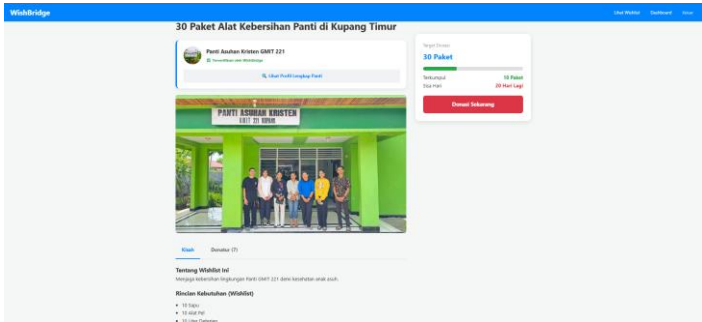 WishBridge
Lihat Wishlist Dashboard Keluar
30 Paket Alat Kebersihan Panti di Kupang Timur
Panti Asuhan Kristen GMIT 221
Terverifikasi oleh WishBridge
Lihat Profil Lengkap Panti
Target Donasi
30 Paket
Terkumpul 10 Paket
Sisa Hari 20 Hari Lagi
Donasi Sekarang
PANTI ASUHAN KRISTEN
GMIT 221 KUPANG
Kisah Donatur (7)
Tentang Wishlist Ini
Menjaga kebersihan lingkungan Panti GMIT 221 demi kesehatan anak asuh.
Rincian Kebutuhan (Wishlist)
10 Sapu
10 Alat Pel